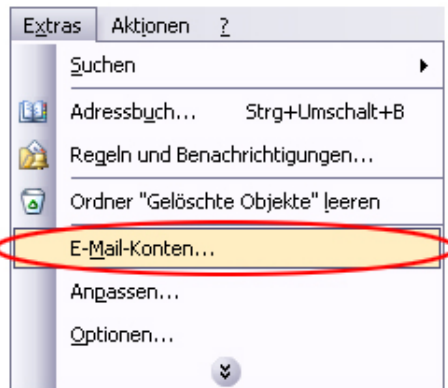 Extras Aktionen ?
Suchen
Adressbuch... Strg+Umschalt+B
Regeln und Benachrichtigungen...
Ordner "Gelöschte Objekte" leeren
E-Mail-Konten...
Anpassen...
Optionen...